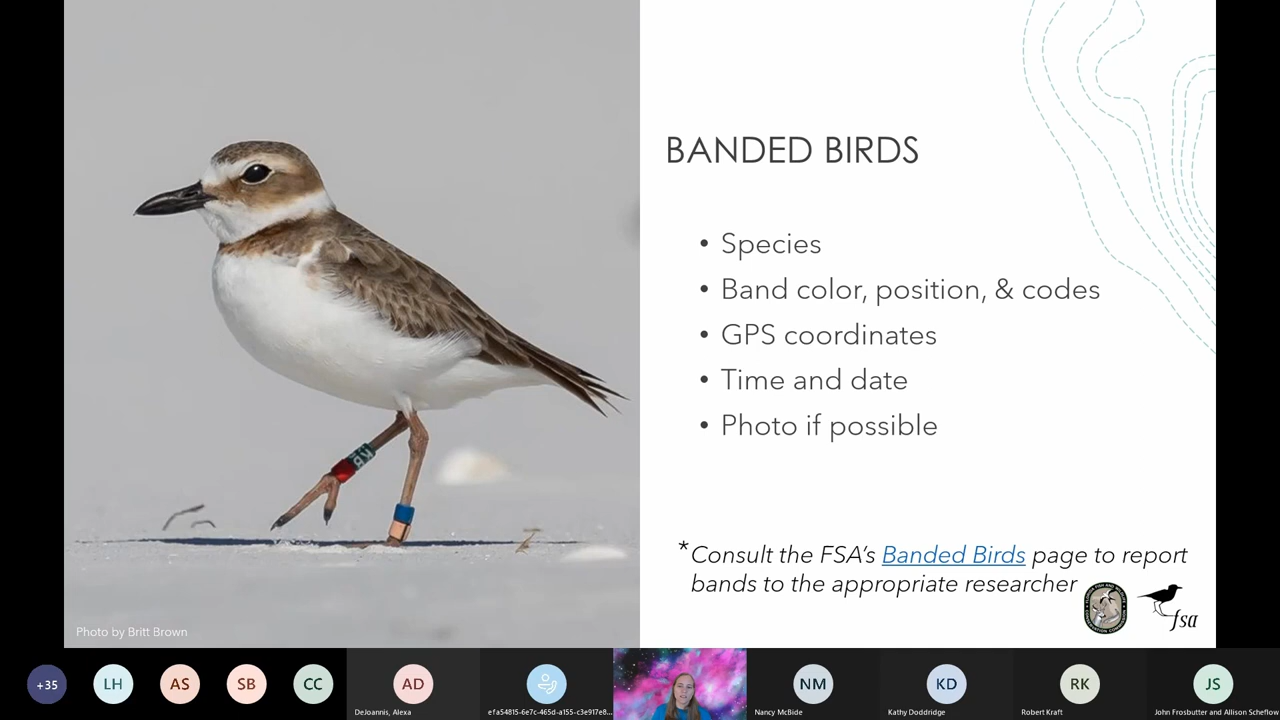 BANDED BIRDS
• Species
• Band color, position, & codes
• GPS coordinates
• Time and date
• Photo if possible
*Consult the FSA’s Banded Birds page to report
bands to the appropriate researcher
fsa
Photo by Britt Brown
+35
LH
AS
SB
CC
AD
DeJoannis, Alexa
NM
Nancy McBide
KD
Kathy Doddridge
RK
Robert Kraft
JS
John Frosbutter and Allison Scheflow